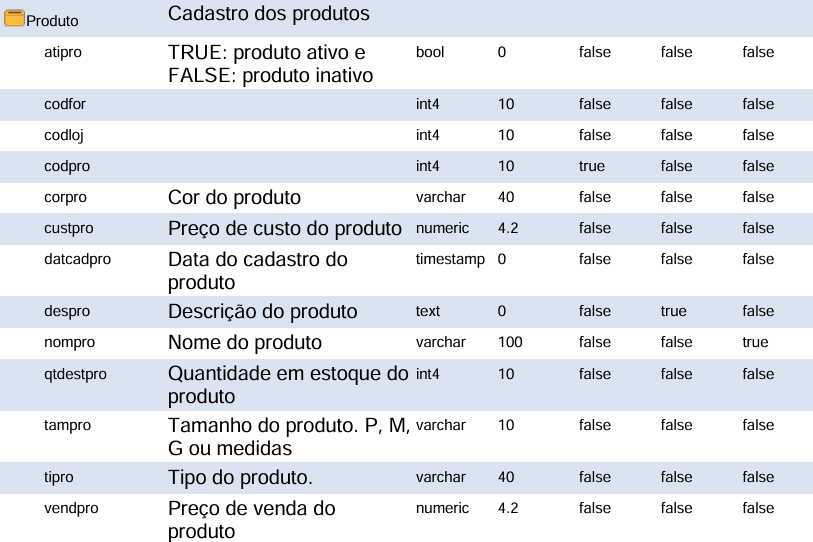 Produto Cadastro dos produtos
atipro TRUE: produto ativo e bool 0 false false false
FALSE: produto inativo
codfor int4 10 false false false
codloj int4 10 false false false
codpro int4 10 true false false
corpro Cor do produto varchar 40 false false false
custpro Preço de custo do produto numeric 4.2 false false false
datcadpro Data do cadastro do timestamp 0 false false false
produto
despro Descrição do produto text 0 false true false
nompro Nome do produto varchar 100 false false true
qtdestpro Quantidade em estoque do int4 10 false false false
produto
tampro Tamanho do produto. P, M, varchar 10 false false false
G ou medidas
tipro Tipo do produto. varchar 40 false false false
vendpro Preço de venda do numeric 4.2 false false false
produto